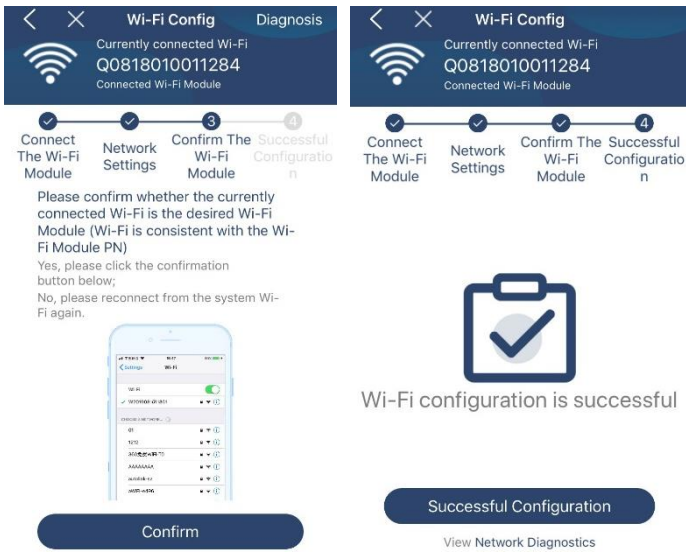 Wi-Fi Config Diagnosis
Currently connected Wi-Fi
Q0818010011284
Connected Wi-Fi Module
3 4
Connect The Wi-Fi Module
Network Settings
Confirm The Wi-Fi Module
Successful Configuratio n
Please confirm whether the currently
connected Wi-Fi is the desired Wi-Fi
Module (Wi-Fi is consistent with the Wi-
Fi Module PN)
Yes, please click the confirmation
button below;
No, please reconnect from the system Wi-
Fi again.
Settings Wi-Fi
Wi-Fi
AAAAAAA
Confirm
Wi-Fi Config
Currently connected Wi-Fi
Q0818010011284
Connected Wi-Fi Module
4
Connect The Wi-Fi Module
Network Settings
Confirm The Wi-Fi Module
Successful Configuratio n
Wi-Fi configuration is successful
Successful Configuration
View Network Diagnostics